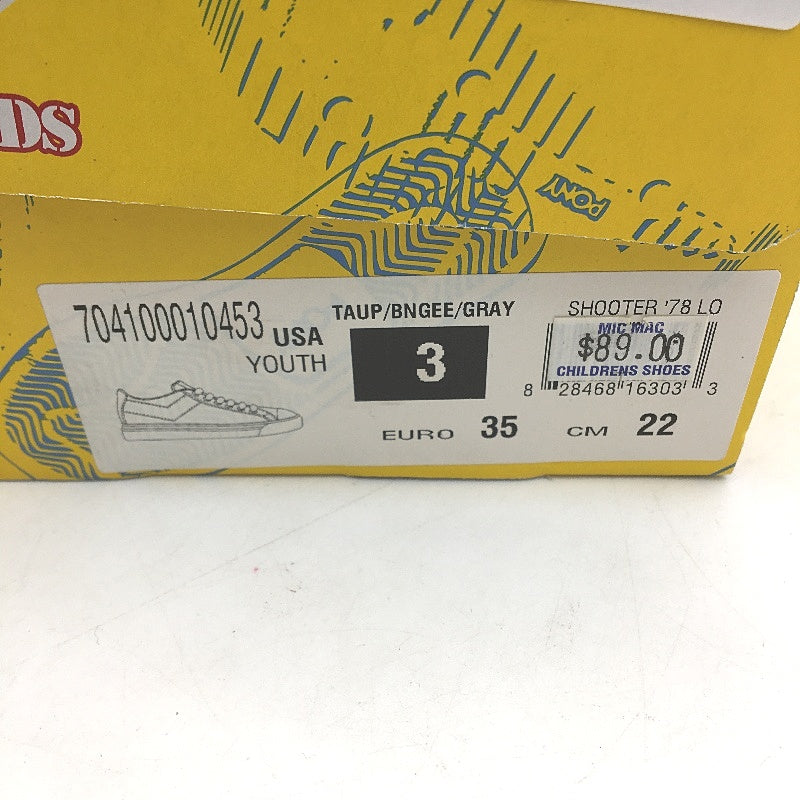 DS
PONY
704100010453 USA
YOUTH
TAUP/BNGEE/GRAY
3
EURO 35
CM 22
SHOOTER '78 LO
MIC MAC
$89.00
CHILDRENS SHOES
8 28468 16303 3